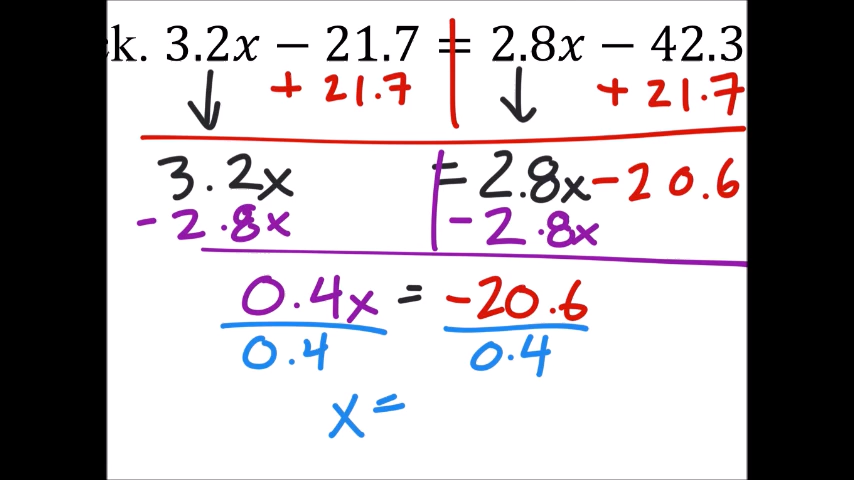 ck. 3.2x − 21.7 = 2.8x − 42.3
↓ + 21.7 ↓ + 21.7
3.2x = 2.8x − 20.6
− 2.8x − 2.8x
0.4x = −20.6
0.4 0.4
x =